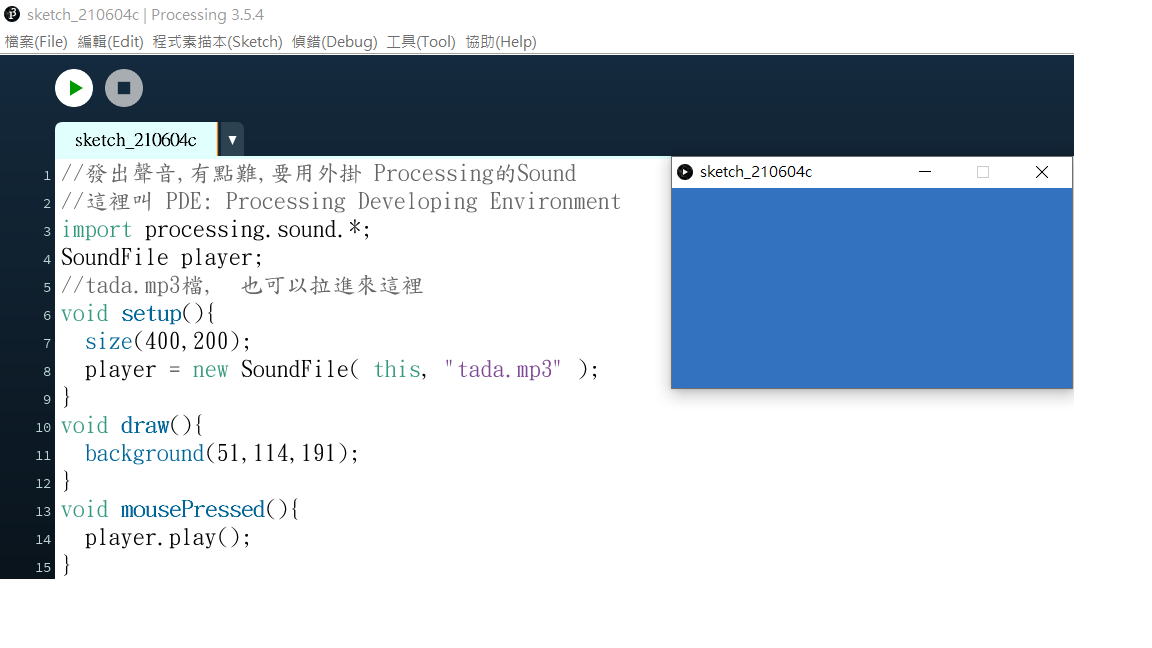 sketch_210604c | Processing 3.5.4
檔案(File) 編輯(Edit) 程式素描本(Sketch) 偵錯(Debug) 工具(Tool) 協助(Help)
sketch_210604c ▼
1 //發出聲音,有點難,要用外掛 Processing的Sound
2 //這裡叫 PDE: Processing Developing Environment
3 import processing.sound.*;
4 SoundFile player;
5 //tada.mp3檔,  也可以拉進來這裡
6 void setup(){
7   size(400,200);
8   player = new SoundFile( this, "tada.mp3" );
9 }
10 void draw(){
11   background(51,114,191);
12 }
13 void mousePressed(){
14   player.play();
15 }
sketch_210604c